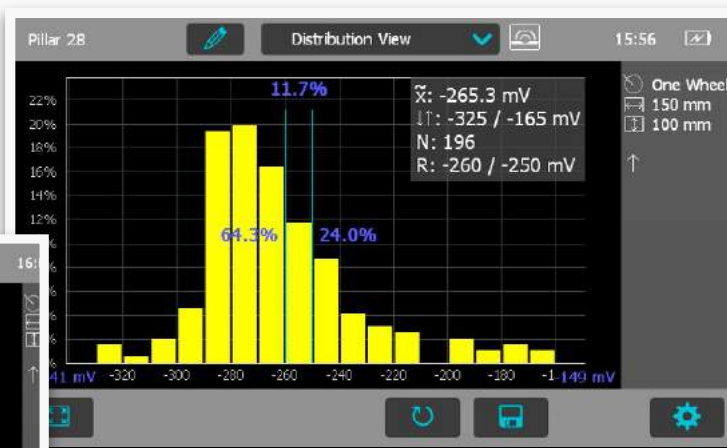 Pillar 28
Distribution View
15:56
11.7%
x̃: -265.3 mV
↓↑: -325 / -165 mV
N: 196
R: -260 / -250 mV
One Wheel
150 mm
100 mm
↑
22%
20%
18%
16%
14%
12%
64.3%
24.0%
16:
41 mV
-320
-300
-280
-260
-240
-220
-200
-180
-149 mV